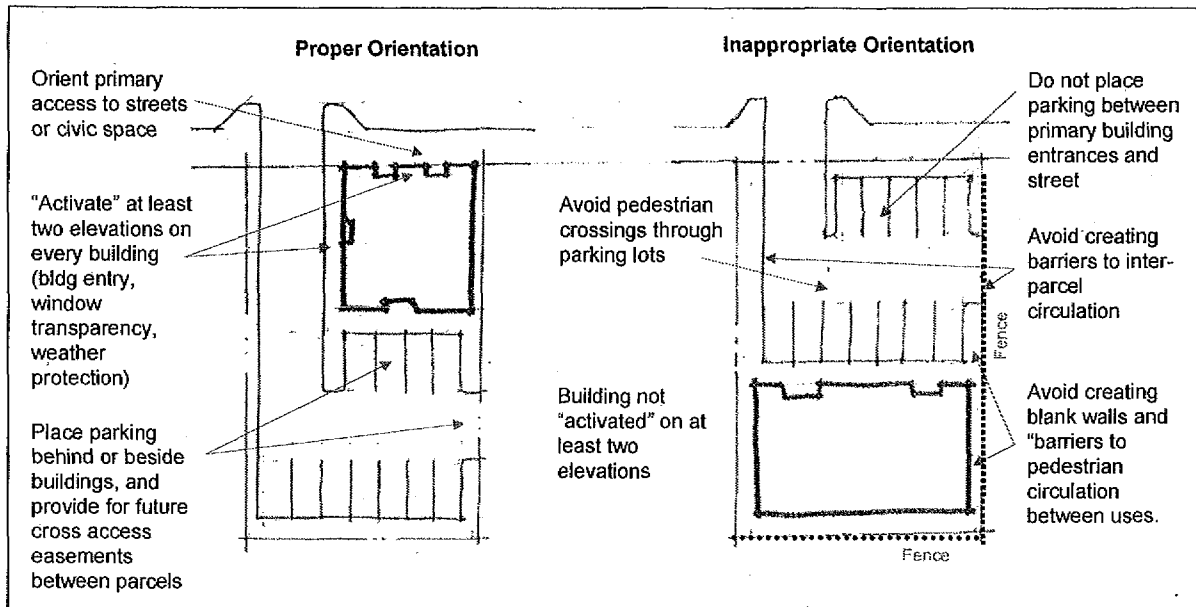 Proper Orientation
Orient primary
access to streets
or civic space
“Activate” at least
two elevations on
every building
(bldg entry,
window
transparency,
weather
protection)
Place parking
behind or beside
buildings, and
provide for future
cross access
easements
between parcels
Inappropriate Orientation
Do not place
parking between
primary building
entrances and
street
Avoid pedestrian
crossings through
parking lots
Avoid creating
barriers to inter-
parcel
circulation
Fence
Building not
“activated” on at
least two
elevations
Avoid creating
blank walls and
“barriers to
pedestrian
circulation
between uses.
Fence